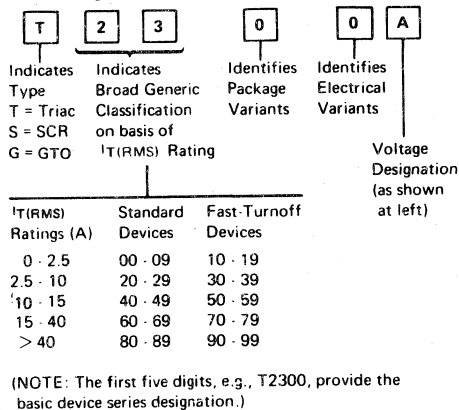 T 2 3 0 0 A
Indicates Indicates Identifies Identifies
Type Broad Generic Package Electrical
T = Triac Classification Variants Variants
S = SCR on basis of
G = GTO IT(RMS) Rating
Voltage
Designation
(as shown
at left)
IT(RMS) Standard Fast-Turnoff
Ratings (A) Devices Devices
0 - 2.5 00 - 09 10 - 19
2.5 - 10 20 - 29 30 - 39
10 - 15 40 - 49 50 - 59
15 - 40 60 - 69 70 - 79
> 40 80 - 89 90 - 99
(NOTE: The first five digits, e.g., T2300, provide the
basic device series designation.)